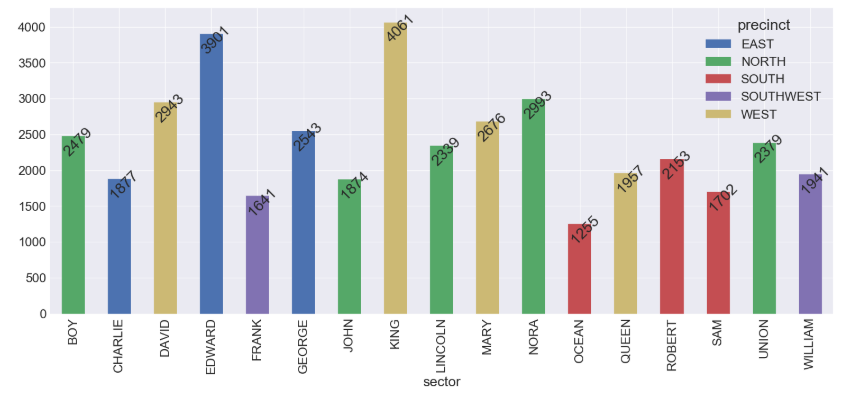 precinct
EAST
NORTH
SOUTH
SOUTHWEST
WEST
4000
3500
3000
2500
2000
1500
1000
500
0
2479
1877
2943
3901
1641
2543
1874
4061
2339
2676
2993
1255
1957
2153
1702
2379
1941
BOY
CHARLIE
DAVID
EDWARD
FRANK
GEORGE
JOHN
KING
LINCOLN
MARY
NORA
OCEAN
QUEEN
ROBERT
SAM
UNION
WILLIAM
sector